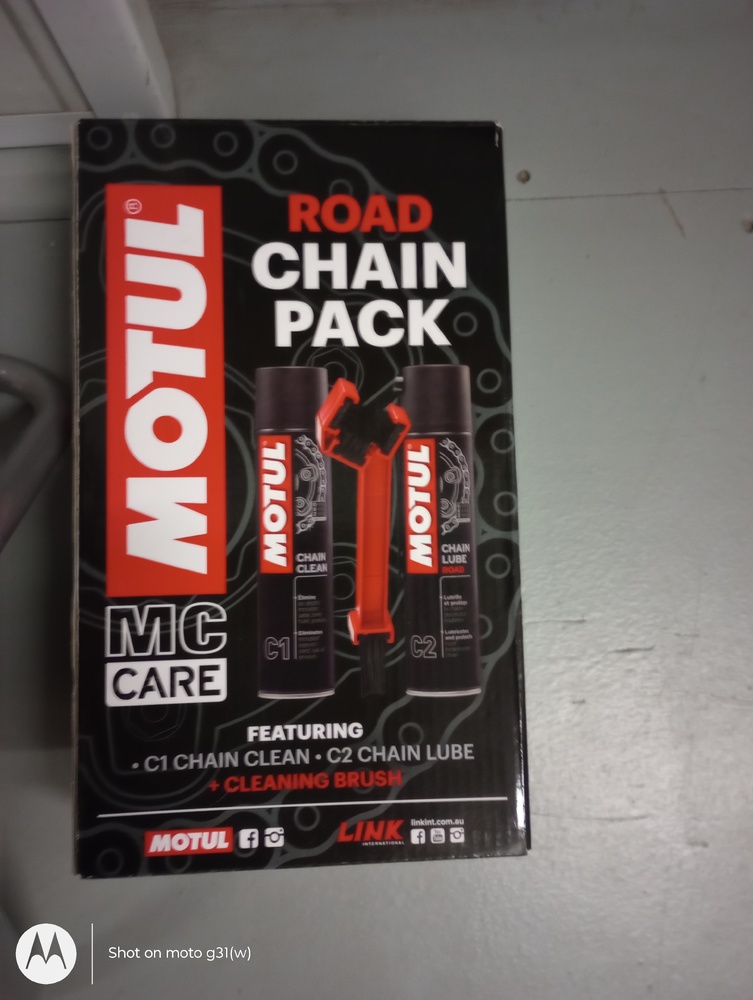 MOTUL®
ROAD
CHAIN
PACK
MC
CARE
MOTUL
CHAIN
CLEAN
C1
MOTUL
CHAIN
LUBE
ROAD
C2
FEATURING
• C1 CHAIN CLEAN • C2 CHAIN LUBE
+ CLEANING BRUSH
MOTUL
LINK
INTERNATIONAL
linkint.com.au
Shot on moto g31(w)